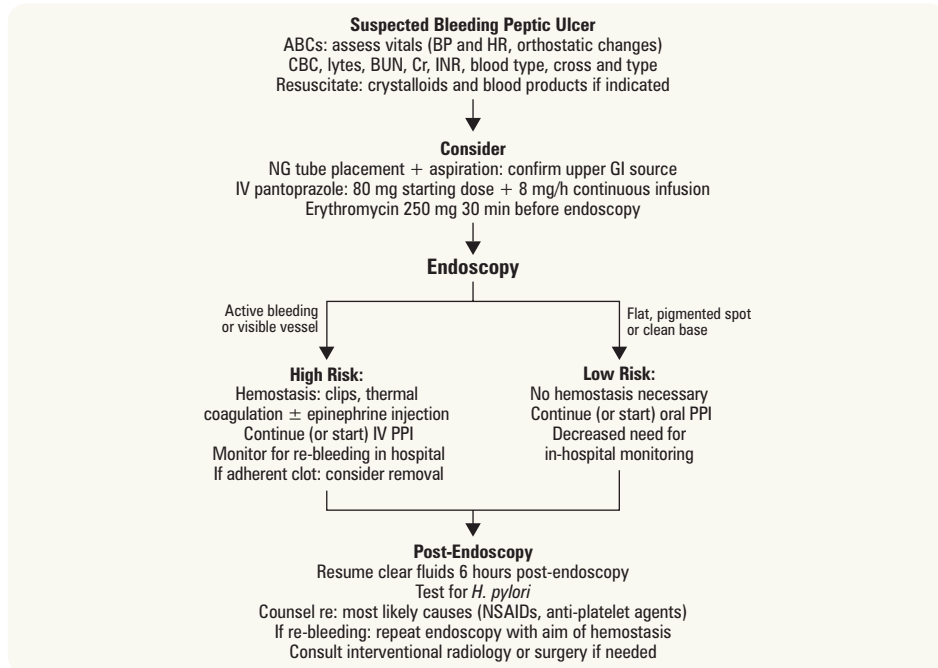 Suspected Bleeding Peptic Ulcer
ABCs: assess vitals (BP and HR, orthostatic changes)
CBC, lytes, BUN, Cr, INR, blood type, cross and type
Resuscitate: crystalloids and blood products if indicated
Consider
NG tube placement + aspiration: confirm upper GI source
IV pantoprazole: 80 mg starting dose + 8 mg/h continuous infusion
Erythromycin 250 mg 30 min before endoscopy
Endoscopy
Active bleeding
or visible vessel
High Risk:
Hemostasis: clips, thermal
coagulation ± epinephrine injection
Continue (or start) IV PPI
Monitor for re-bleeding in hospital
If adherent clot: consider removal
Flat, pigmented spot
or clean base
Low Risk:
No hemostasis necessary
Continue (or start) oral PPI
Decreased need for
in-hospital monitoring
Post-Endoscopy
Resume clear fluids 6 hours post-endoscopy
Test for H. pylori
Counsel re: most likely causes (NSAIDs, anti-platelet agents)
If re-bleeding: repeat endoscopy with aim of hemostasis
Consult interventional radiology or surgery if needed